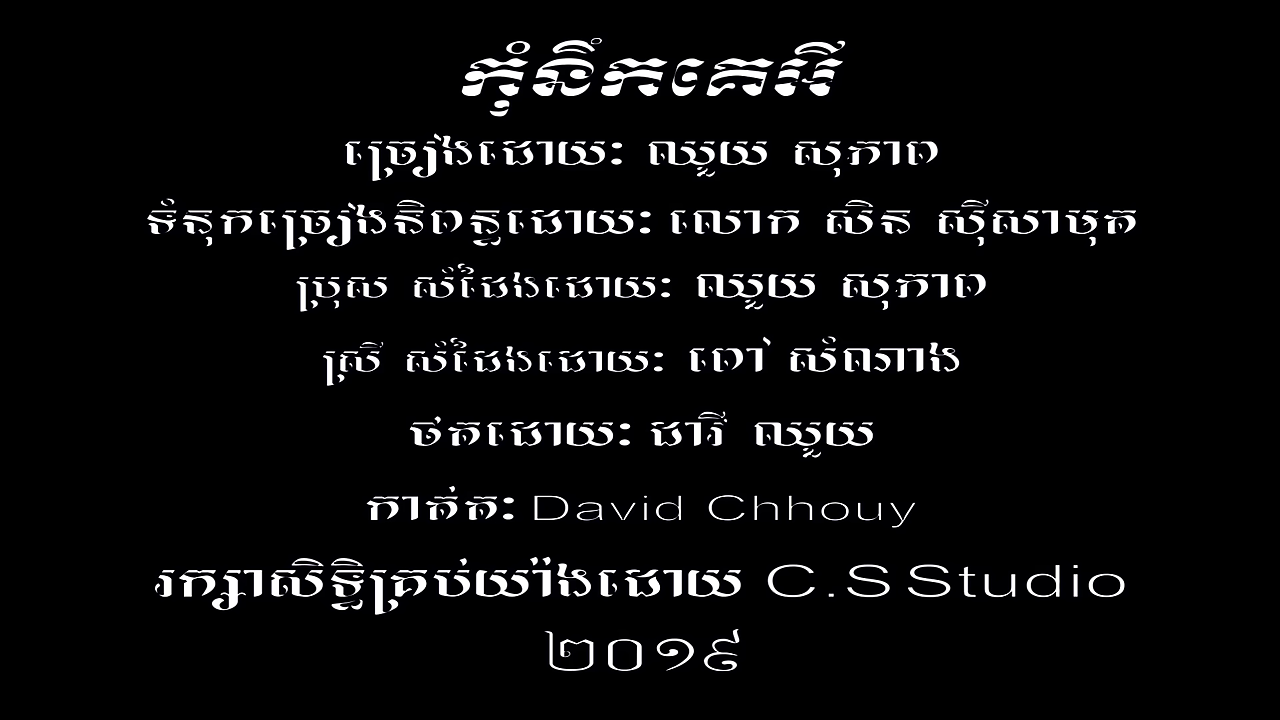 កុំនឹកគេអី
ច្រៀងដោយៈ ឈួយ សុភាព
ទំនុកច្រៀងនិពន្ធដោយៈ លោក ស៊ិន ស៊ីសាមុត
ប្រុស សំដែងដោយៈ ឈួយ សុភាព
ស្រី សំដែងដោយៈ ពៅ សំណាង
ថតដោយៈ ដារី ឈួយ
កាត់តៈ David Chhouy
រក្សាសិទ្ធិគ្រប់យ៉ាងដោយ C.S Studio
២០១៩